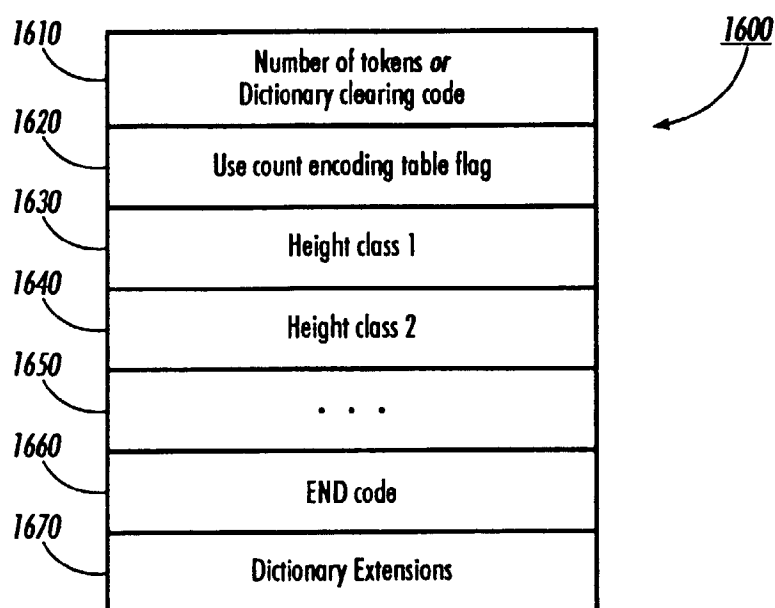 1610
1600
Number of tokens or
Dictionary clearing code
1620
Use count encoding table flag
1630
Height class 1
1640
Height class 2
1650
. . .
1660
END code
1670
Dictionary Extensions